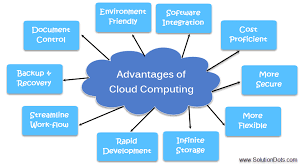 Environment
Friendly
Software
Integration
Document
Control
Cost
Proficient
Advantages of
Cloud Computing
Backup +
Recovery
More
Secure
Streamline
Work-flow
More
Flexible
Rapid
Development
Infinite
Storage
www.SolutionDots.com